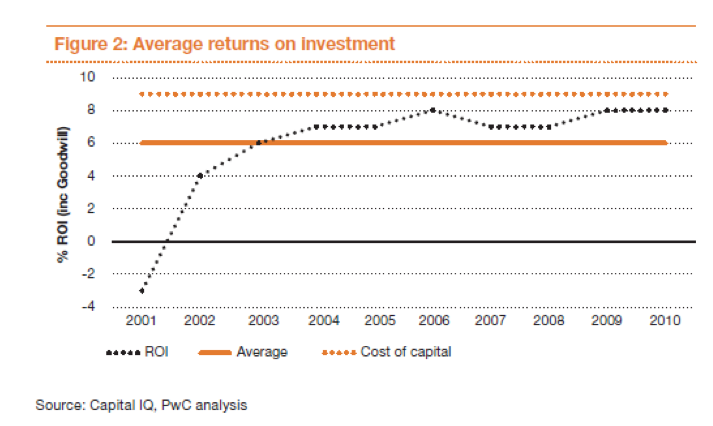 Figure 2: Average returns on investment
% ROI (inc Goodwill)
10
8
6
4
2
0
-2
-4
2001 2002 2003 2004 2005 2006 2007 2008 2009 2010
ROI Average Cost of capital
Source: Capital IQ, PwC analysis